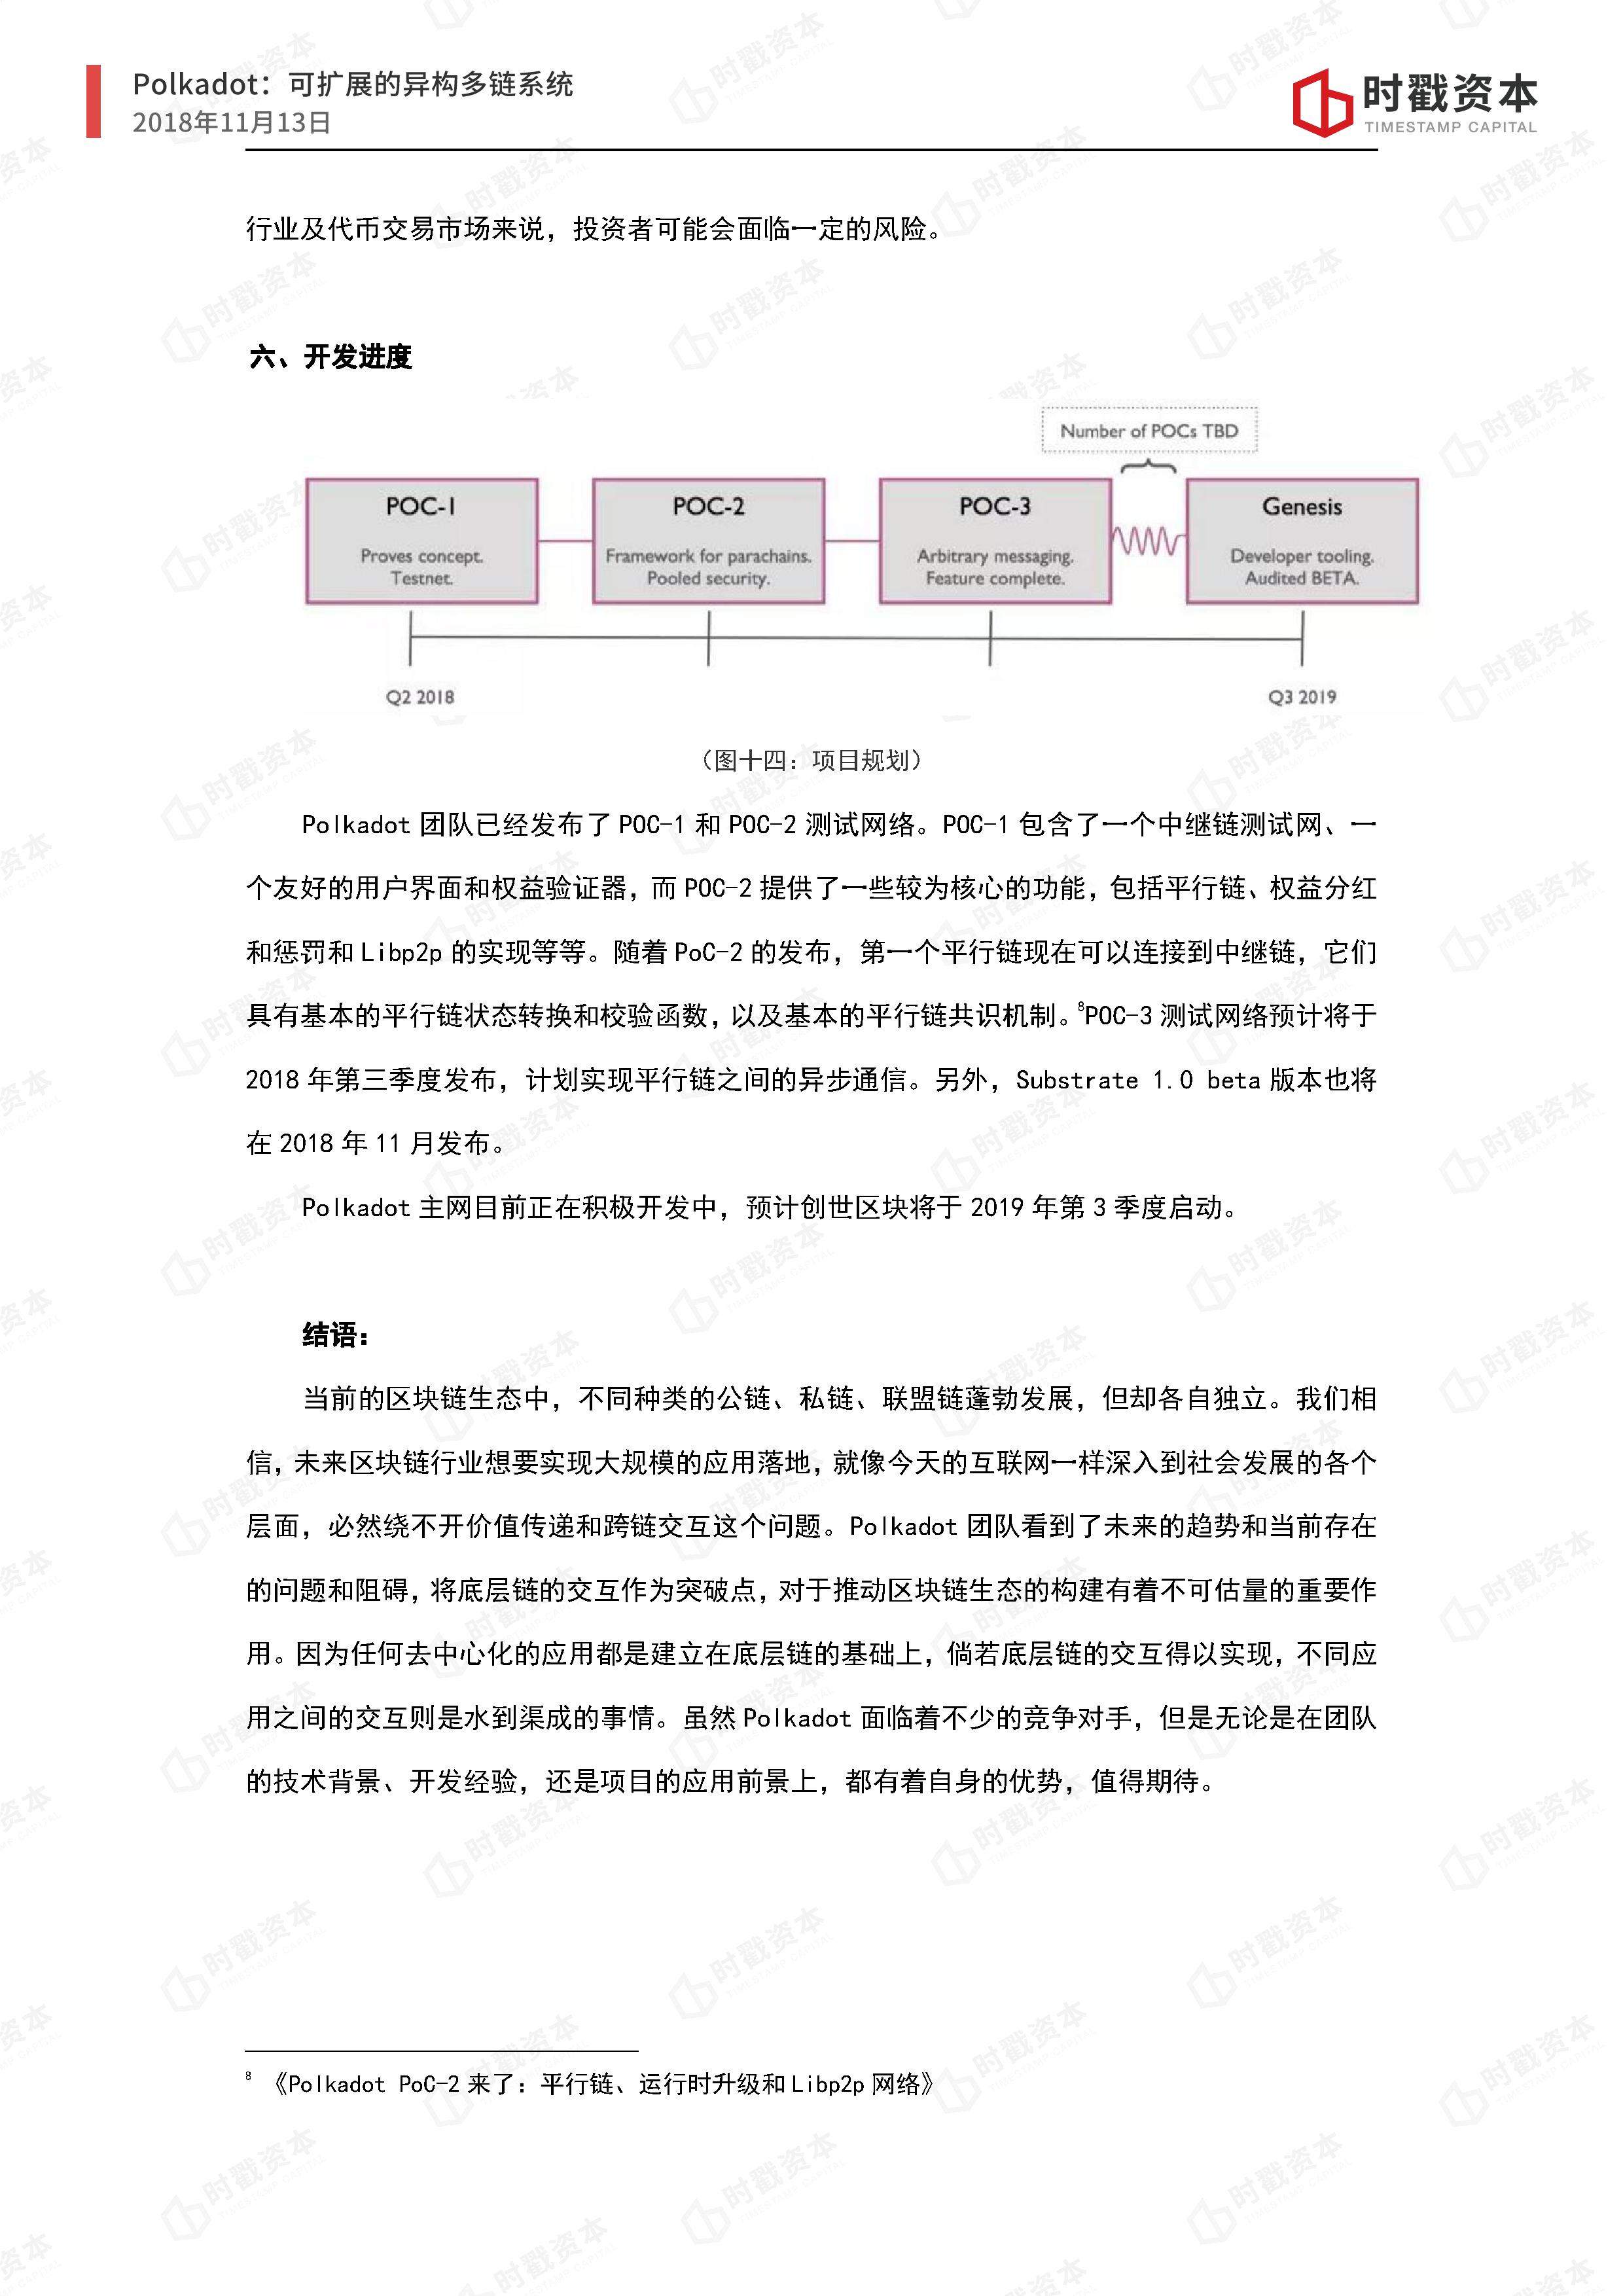 Polkadot：可扩展的异构多链系统
2018年11月13日
时戳资本
TIMESTAMP CAPITAL
行业及代币交易市场来说，投资者可能会面临一定的风险。
六、开发进度
Number of POCs TBD
POC-1
Proves concept.
Testnet.
POC-2
Framework for parachains.
Pooled security.
POC-3
Arbitrary messaging.
Feature complete.
Genesis
Developer tooling.
Audited BETA.
Q2 2018
Q3 2019
（图十四：项目规划）
Polkadot 团队已经发布了 POC-1 和 POC-2 测试网络。POC-1 包含了一个中继链测试网、一
个友好的用户界面和权益验证器，而 POC-2 提供了一些较为核心的功能，包括平行链、权益分红
和惩罚和 Libp2p 的实现等等。随着 PoC-2 的发布，第一个平行链现在可以连接到中继链，它们
具有基本的平行链状态转换和校验函数，以及基本的平行链共识机制。⁸POC-3 测试网络预计将于
2018 年第三季度发布，计划实现平行链之间的异步通信。另外，Substrate 1.0 beta 版本也将
在 2018 年 11 月发布。
Polkadot 主网目前正在积极开发中，预计创世区块将于 2019 年第 3 季度启动。
结语：
当前的区块链生态中，不同种类的公链、私链、联盟链蓬勃发展，但却各自独立。我们相
信，未来区块链行业想要实现大规模的应用落地，就像今天的互联网一样深入到社会发展的各个
层面，必然绕不开价值传递和跨链交互这个问题。Polkadot 团队看到了未来的趋势和当前存在
的问题和阻碍，将底层链的交互作为突破点，对于推动区块链生态的构建有着不可估量的重要作
用。因为任何去中心化的应用都是建立在底层链的基础上，倘若底层链的交互得以实现，不同应
用之间的交互则是水到渠成的事情。虽然 Polkadot 面临着不少的竞争对手，但是无论是在团队
的技术背景、开发经验，还是项目的应用前景上，都有着自身的优势，值得期待。
⁸ 《Polkadot PoC-2 来了：平行链、运行时升级和 Libp2p 网络》